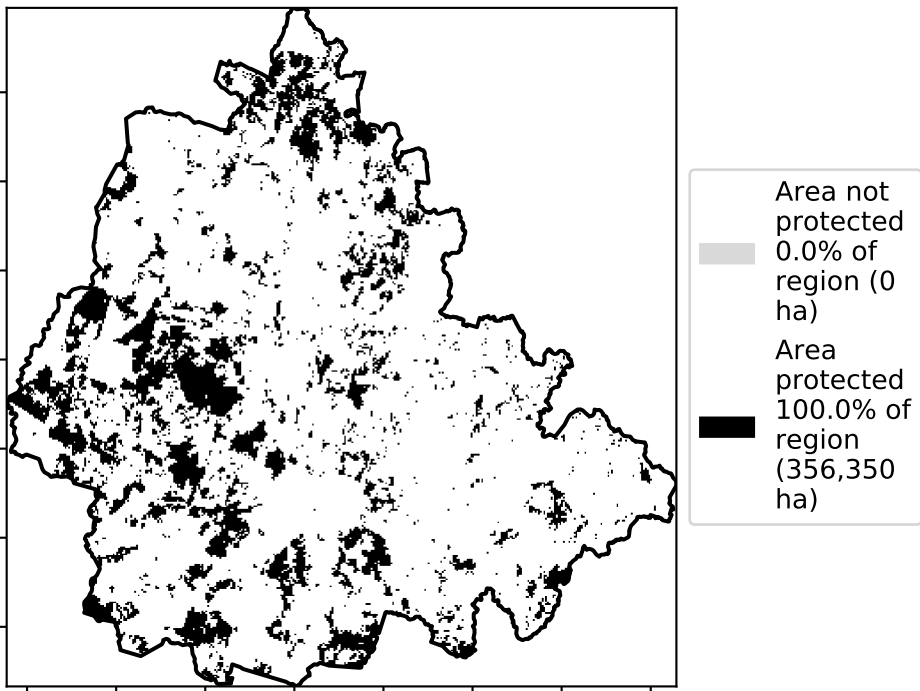 Area not
protected
0.0% of
region (0
ha)
Area
protected
100.0% of
region
(356,350
ha)